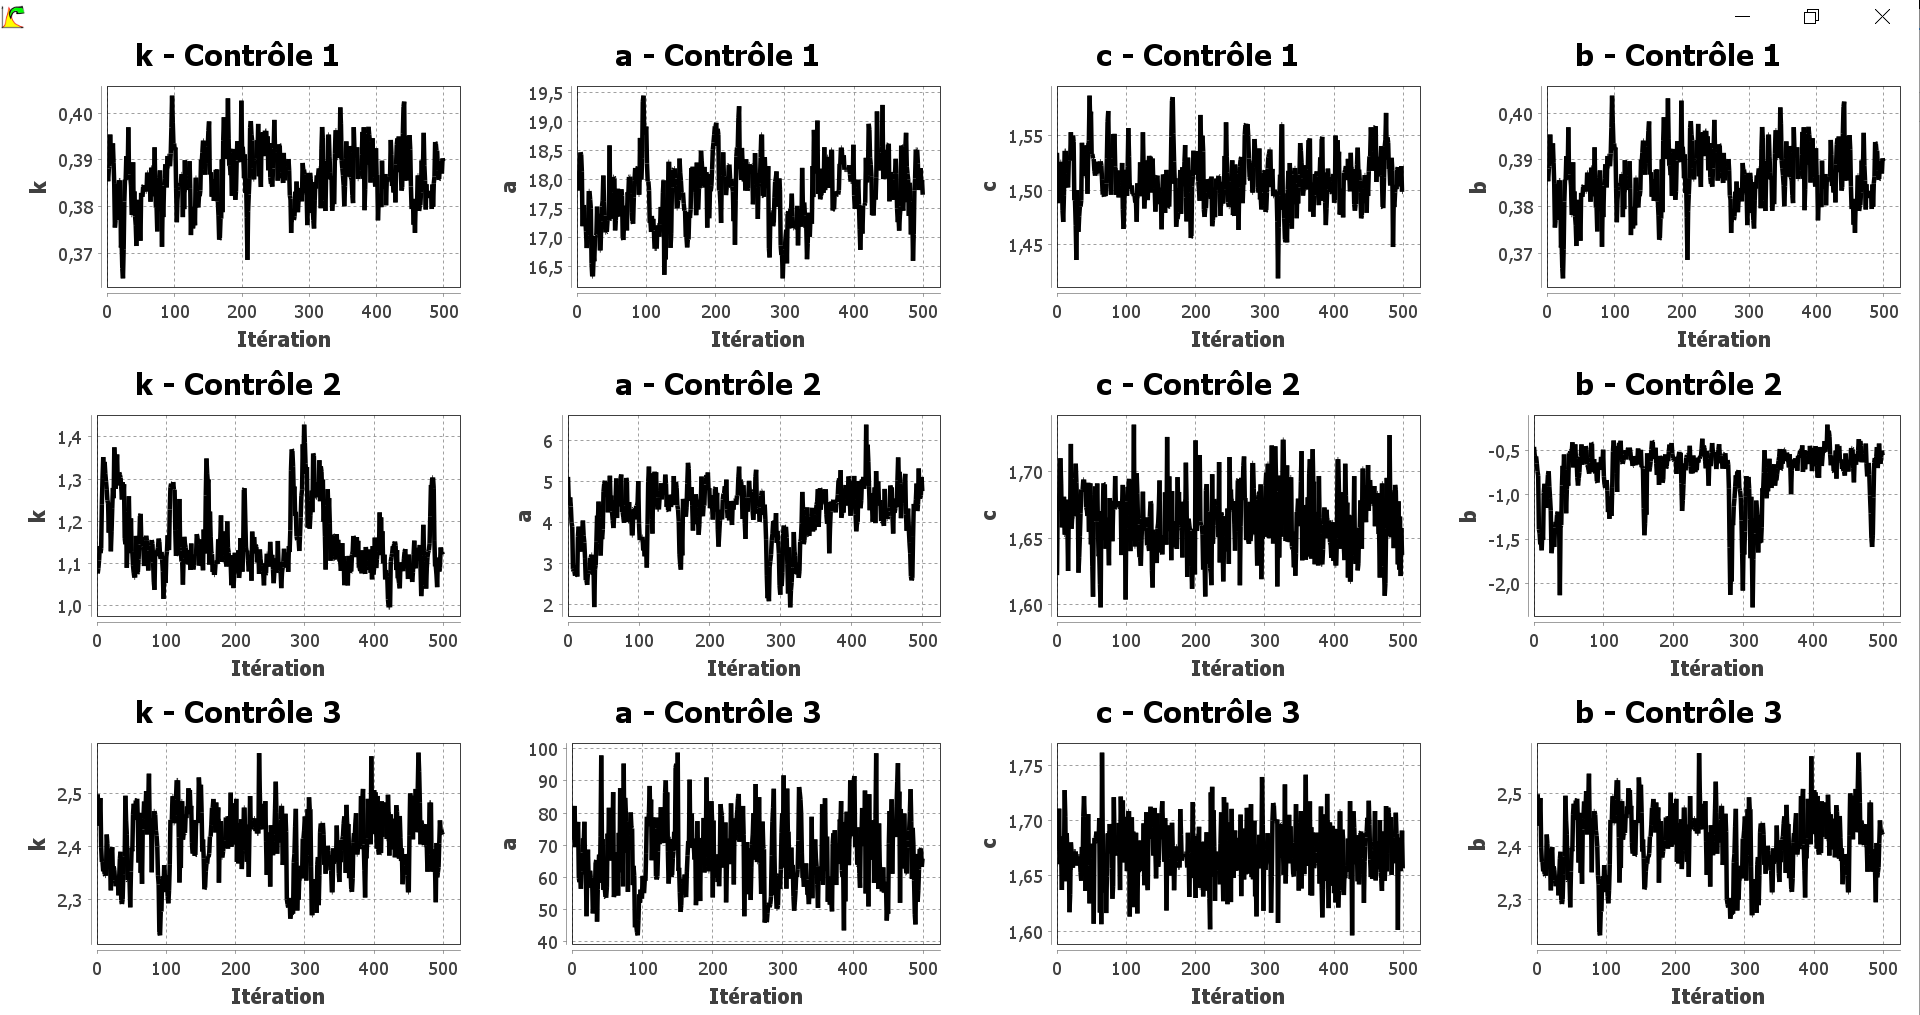 k - Contrôle 1
a - Contrôle 1
c - Contrôle 1
b - Contrôle 1
0,40
0,39
0,38
0,37
k
0 100 200 300 400 500
Itération
19,5
19,0
18,5
18,0
17,5
17,0
16,5
a
0 100 200 300 400 500
Itération
1,55
1,50
1,45
c
0 100 200 300 400 500
Itération
0,40
0,39
0,38
0,37
b
0 100 200 300 400 500
Itération
k - Contrôle 2
a - Contrôle 2
c - Contrôle 2
b - Contrôle 2
1,4
1,3
1,2
1,1
1,0
k
0 100 200 300 400 500
Itération
6
5
4
3
2
a
0 100 200 300 400 500
Itération
1,70
1,65
1,60
c
0 100 200 300 400 500
Itération
-0,5
-1,0
-1,5
-2,0
b
0 100 200 300 400 500
Itération
k - Contrôle 3
a - Contrôle 3
c - Contrôle 3
b - Contrôle 3
2,5
2,4
2,3
k
0 100 200 300 400 500
Itération
100
90
80
70
60
50
40
a
0 100 200 300 400 500
Itération
1,75
1,70
1,65
1,60
c
0 100 200 300 400 500
Itération
2,5
2,4
2,3
b
0 100 200 300 400 500
Itération